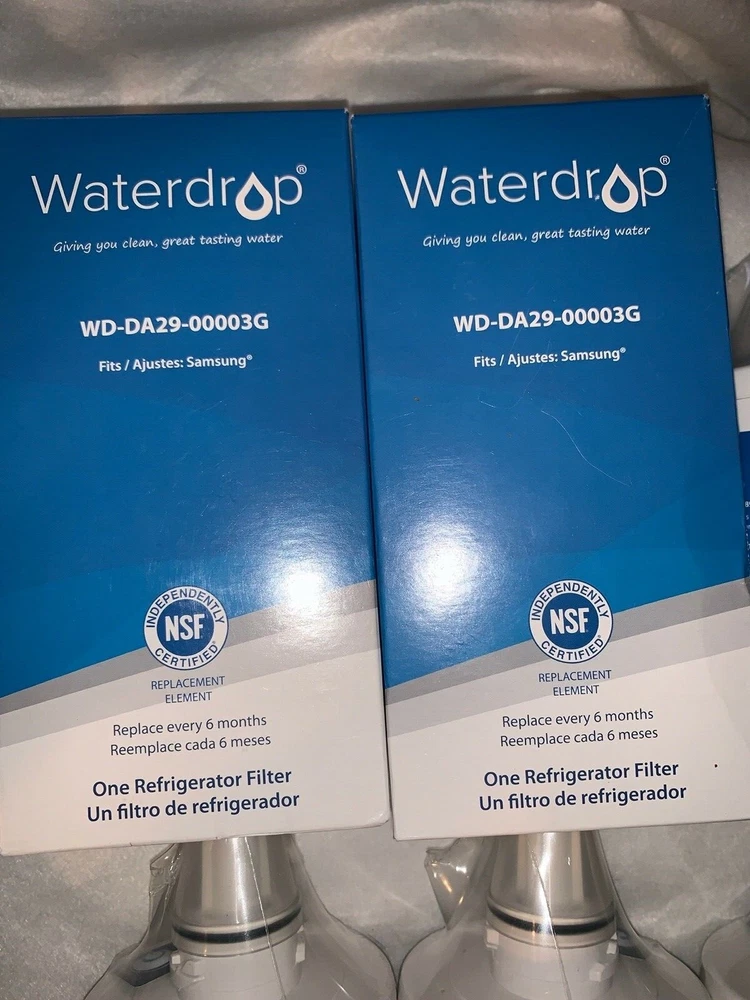 Waterdrop®
Giving you clean, great tasting water
WD-DA29-00003G
Fits / Ajustes: Samsung®
INDEPENDENTLY
NSF®
CERTIFIED
REPLACEMENT
ELEMENT
Replace every 6 months
Reemplace cada 6 meses
One Refrigerator Filter
Un filtro de refrigerador
Waterdrop®
Giving you clean, great tasting water
WD-DA29-00003G
Fits / Ajustes: Samsung®
INDEPENDENTLY
NSF®
CERTIFIED
REPLACEMENT
ELEMENT
Replace every 6 months
Reemplace cada 6 meses
One Refrigerator Filter
Un filtro de refrigerador